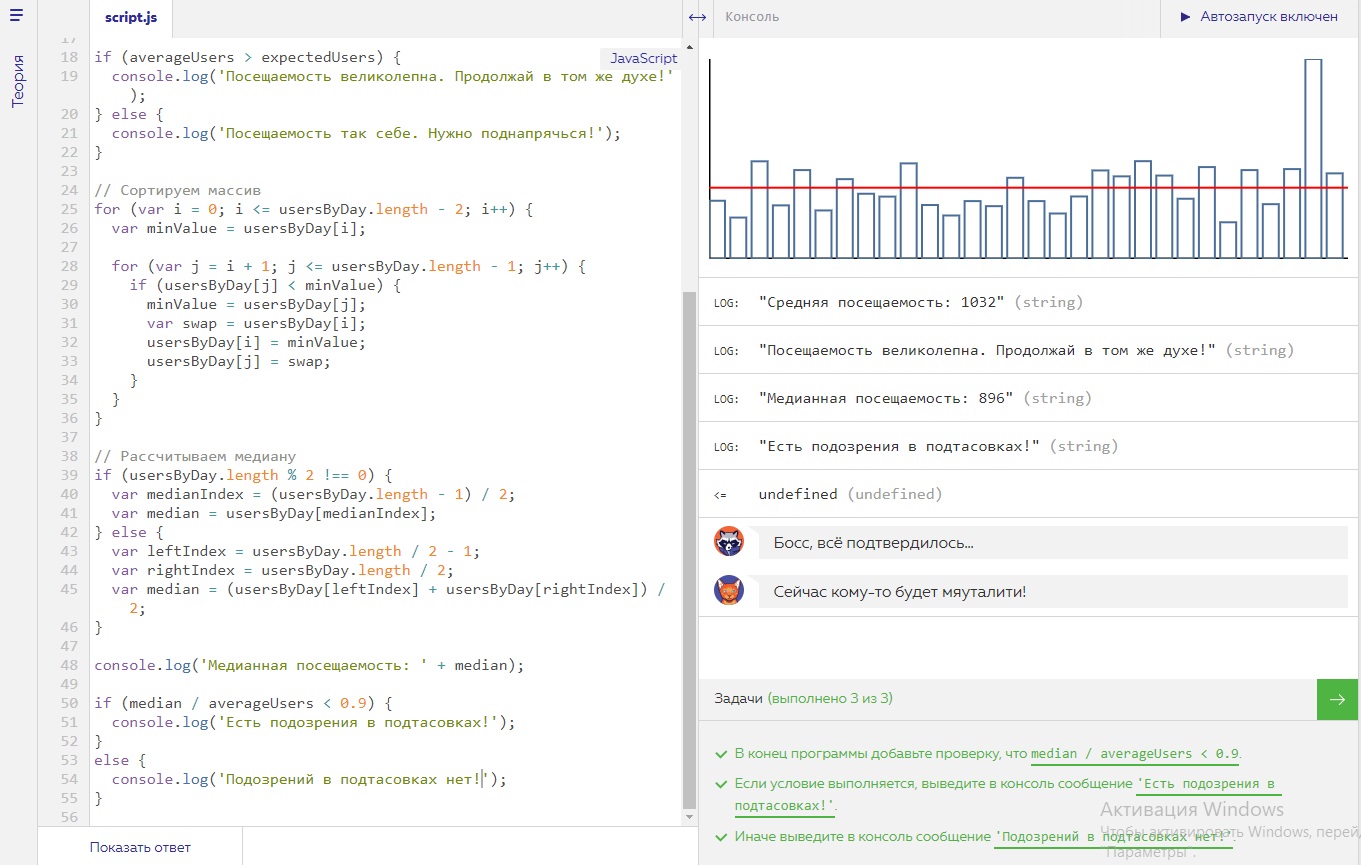 script.js
Консоль
Автозапуск включен
Теория
JavaScript
17
18 if (averageUsers > expectedUsers) {
19 console.log('Посещаемость великолепна. Продолжай в том же духе!'
);
20 } else {
21 console.log('Посещаемость так себе. Нужно поднапрячься!');
22 }
23
24 // Сортируем массив
25 for (var i = 0; i <= usersByDay.length - 2; i++) {
26 var minValue = usersByDay[i];
27
28 for (var j = i + 1; j <= usersByDay.length - 1; j++) {
29 if (usersByDay[j] < minValue) {
30 minValue = usersByDay[j];
31 var swap = usersByDay[i];
32 usersByDay[i] = minValue;
33 usersByDay[j] = swap;
34 }
35 }
36 }
37
38 // Рассчитываем медиану
39 if (usersByDay.length % 2 !== 0) {
40 var medianIndex = (usersByDay.length - 1) / 2;
41 var median = usersByDay[medianIndex];
42 } else {
43 var leftIndex = usersByDay.length / 2 - 1;
44 var rightIndex = usersByDay.length / 2;
45 var median = (usersByDay[leftIndex] + usersByDay[rightIndex]) /
2;
46 }
47
48 console.log('Медианная посещаемость: ' + median);
49
50 if (median / averageUsers < 0.9) {
51 console.log('Есть подозрения в подтасовках!');
52 }
53 else {
54 console.log('Подозрений в подтасовках нет!');
55 }
56
Показать ответ
LOG: "Средняя посещаемость: 1032" (string)
LOG: "Посещаемость великолепна. Продолжай в том же духе!" (string)
LOG: "Медианная посещаемость: 896" (string)
LOG: "Есть подозрения в подтасовках!" (string)
<= undefined (undefined)
Босс, всё подтвердилось...
Сейчас кому-то будет мяуталити!
Задачи (выполнено 3 из 3)
В конец программы добавьте проверку, что median / averageUsers < 0.9.
Если условие выполняется, выведите в консоль сообщение 'Есть подозрения в
подтасовках!'.
Иначе выведите в консоль сообщение 'Подозрений в подтасовках нет!'.
Активация Windows
Чтобы активировать Windows, перей
"Параметры".